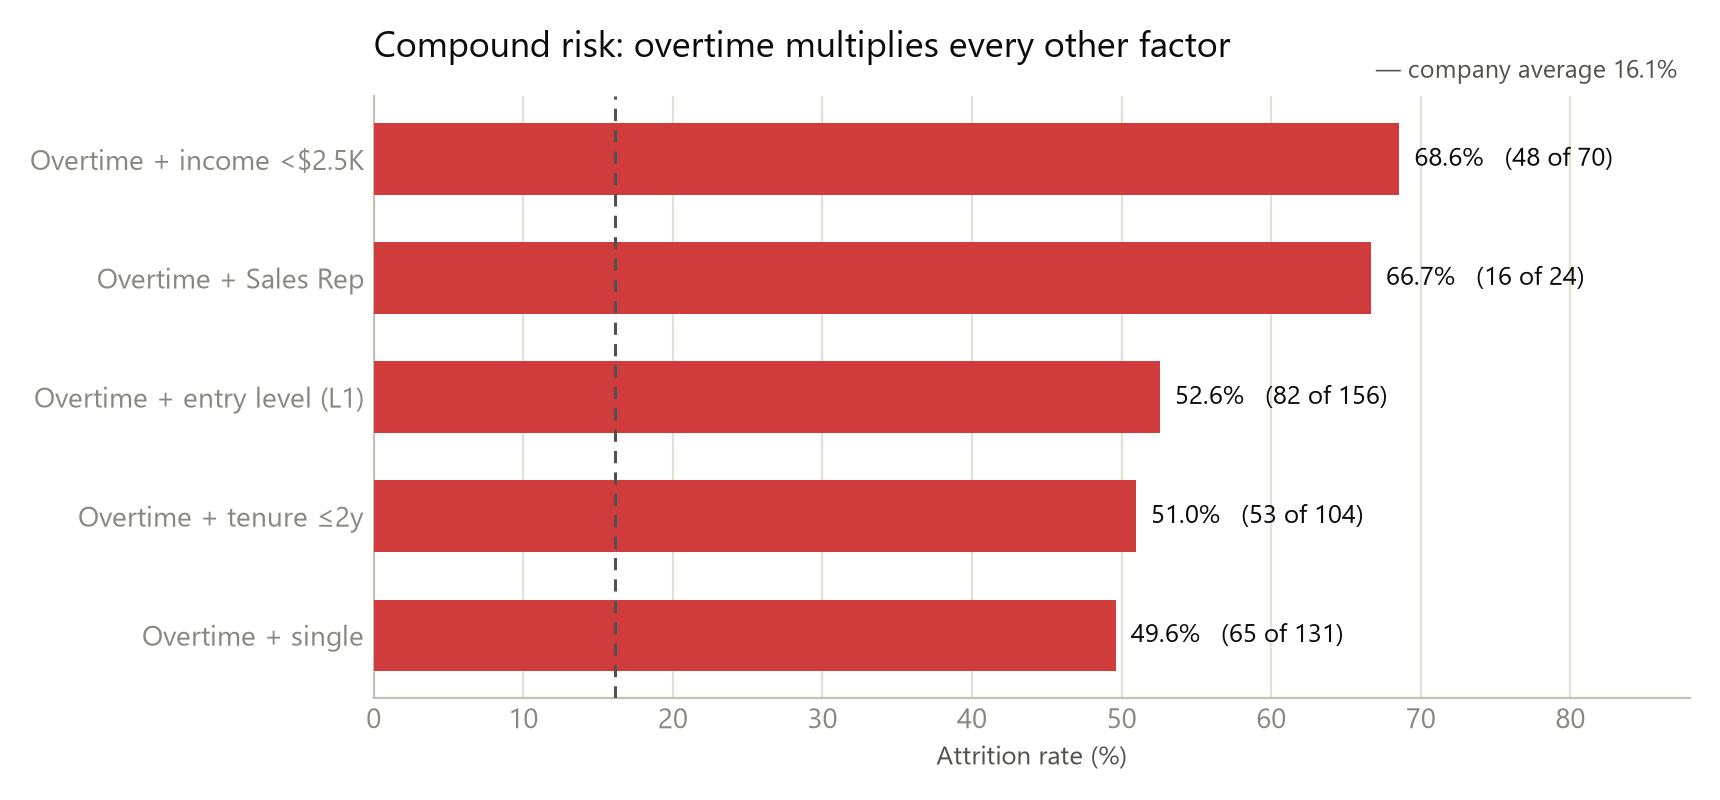 Compound risk: overtime multiplies every other factor
— company average 16.1%
Overtime + income <$2.5K
68.6% (48 of 70)
Overtime + Sales Rep
66.7% (16 of 24)
Overtime + entry level (L1)
52.6% (82 of 156)
Overtime + tenure ≤2y
51.0% (53 of 104)
Overtime + single
49.6% (65 of 131)
0 10 20 30 40 50 60 70 80
Attrition rate (%)